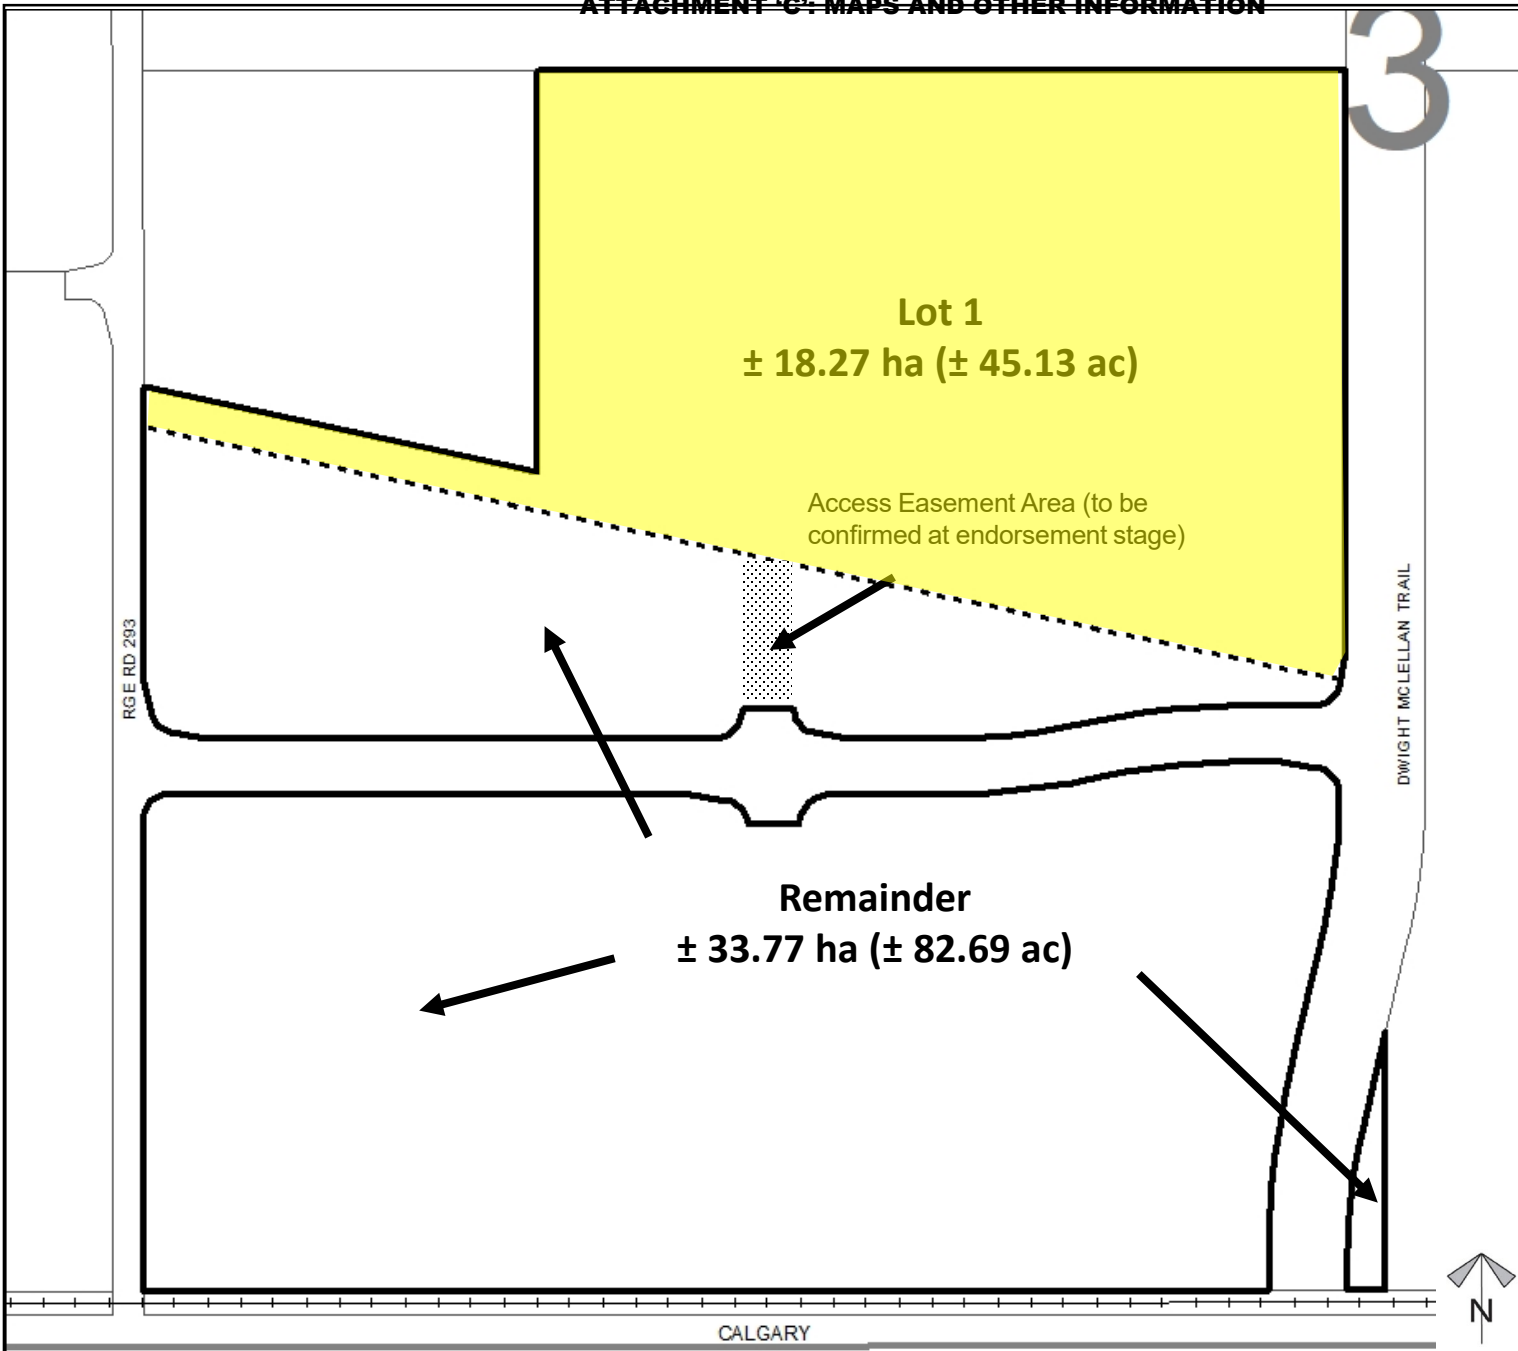 ATTACHMENT ‘C’: MAPS AND OTHER INFORMATION
3
Lot 1
± 18.27 ha (± 45.13 ac)
Access Easement Area (to be
confirmed at endorsement stage)
RGE RD 293
DWIGHT MCLELLAN TRAIL
Remainder
± 33.77 ha (± 82.69 ac)
N
CALGARY